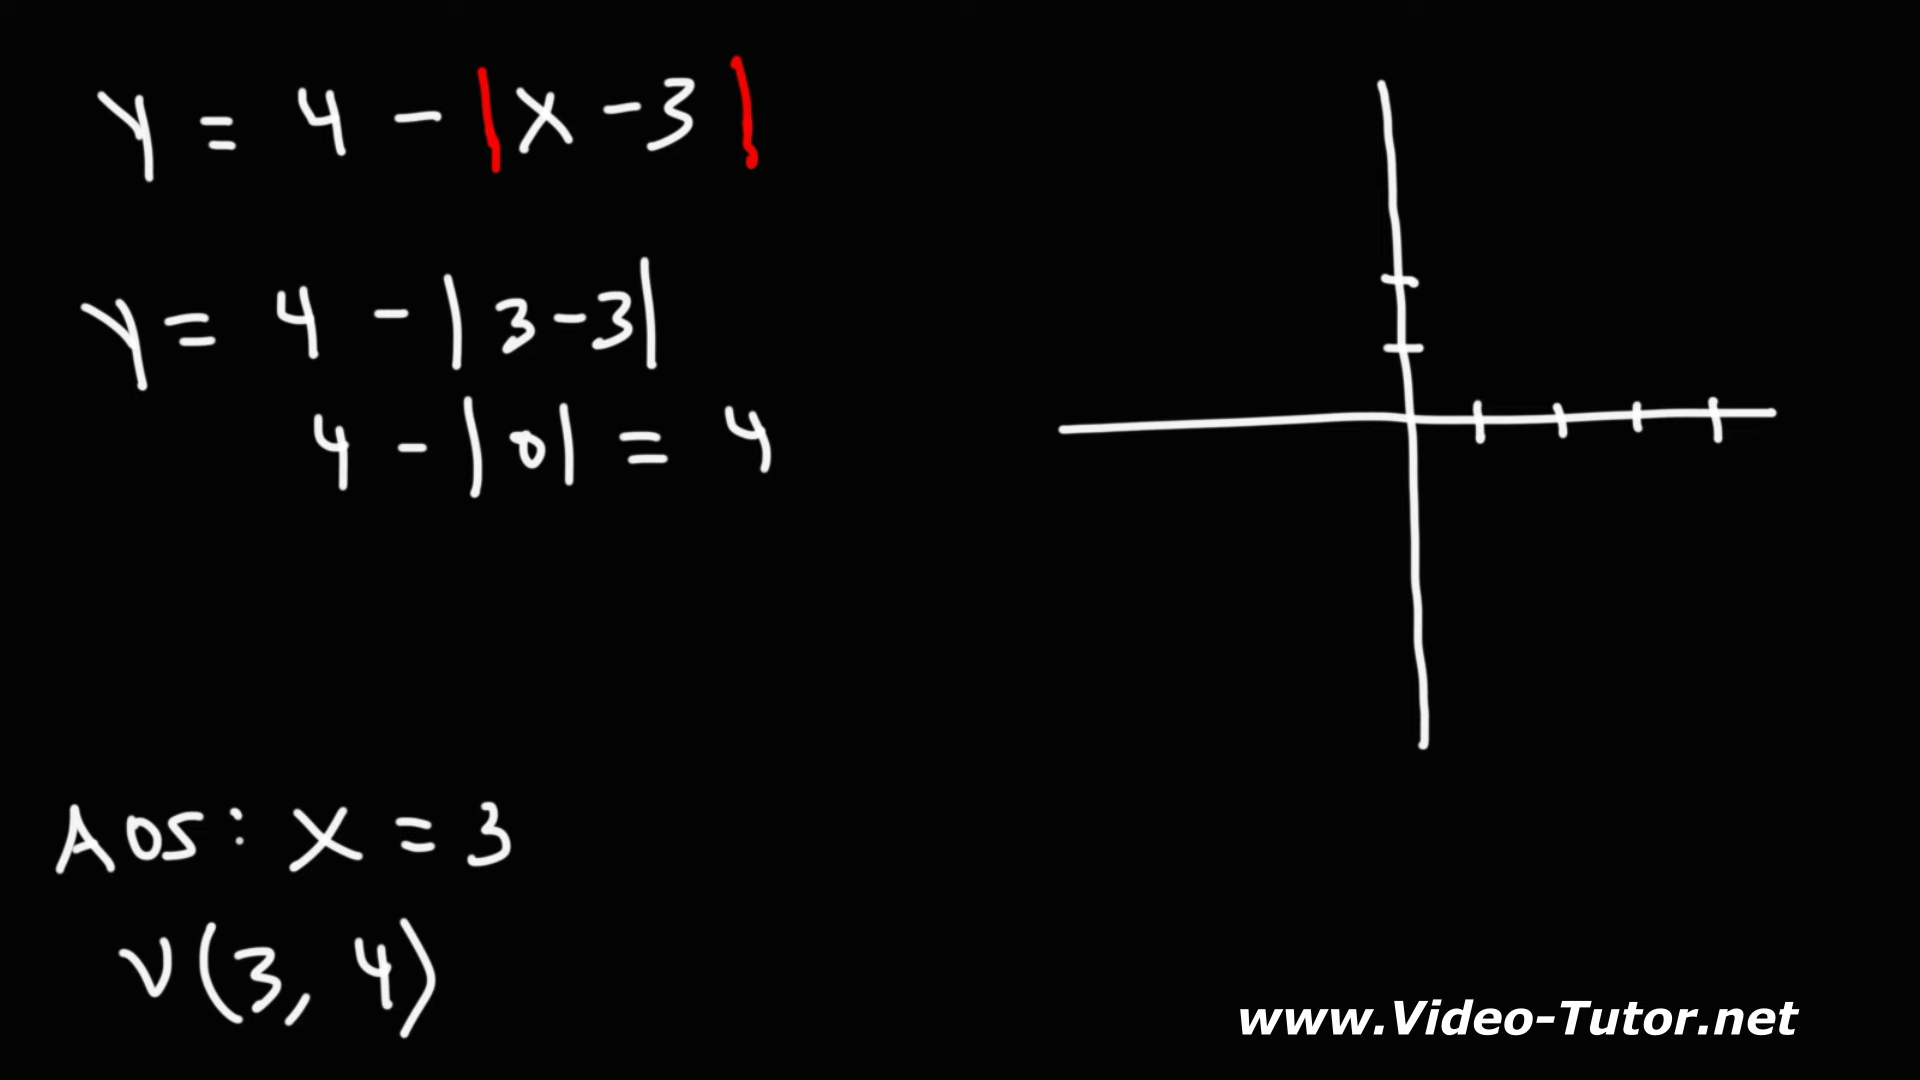 y = 4 - |x - 3|
y = 4 - |3 - 3|
4 - |0| = 4
AOS: x = 3
V(3, 4)
www.Video-Tutor.net